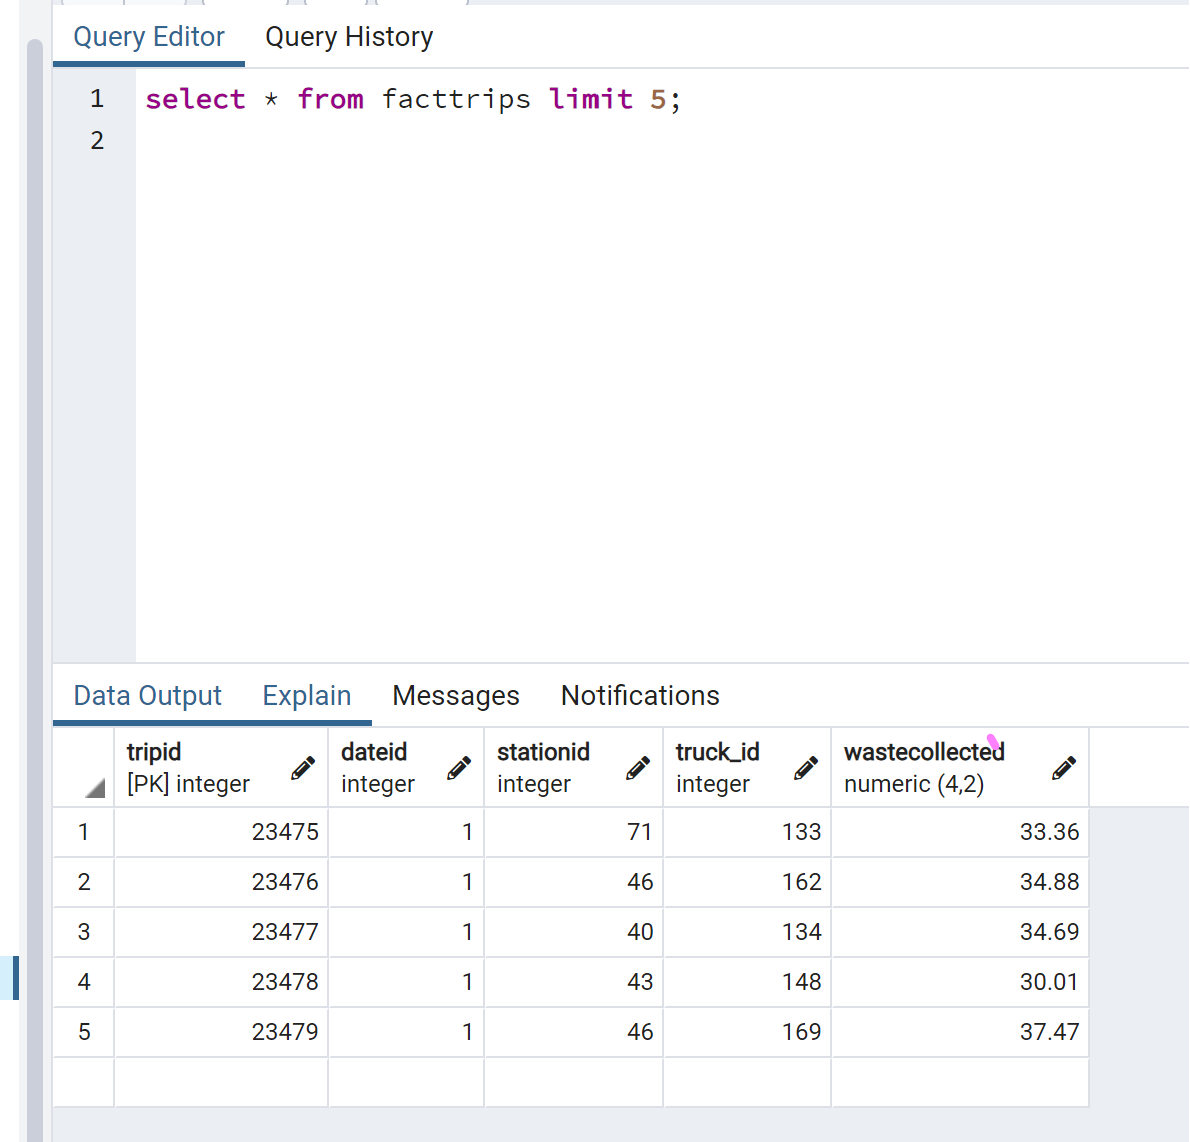 Query Editor Query History
1 select * from facttrips limit 5;
2
Data Output Explain Messages Notifications
tripid dateid stationid truck_id wastecollected
[PK] integer integer integer integer numeric (4,2)
1 23475 1 71 133 33.36
2 23476 1 46 162 34.88
3 23477 1 40 134 34.69
4 23478 1 43 148 30.01
5 23479 1 46 169 37.47